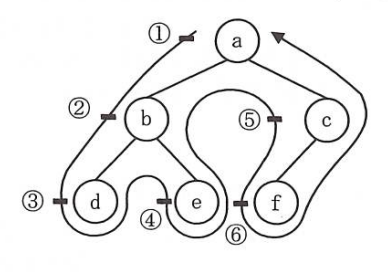 ① a
② b ⑤ c
③ d ④ e ⑥ f